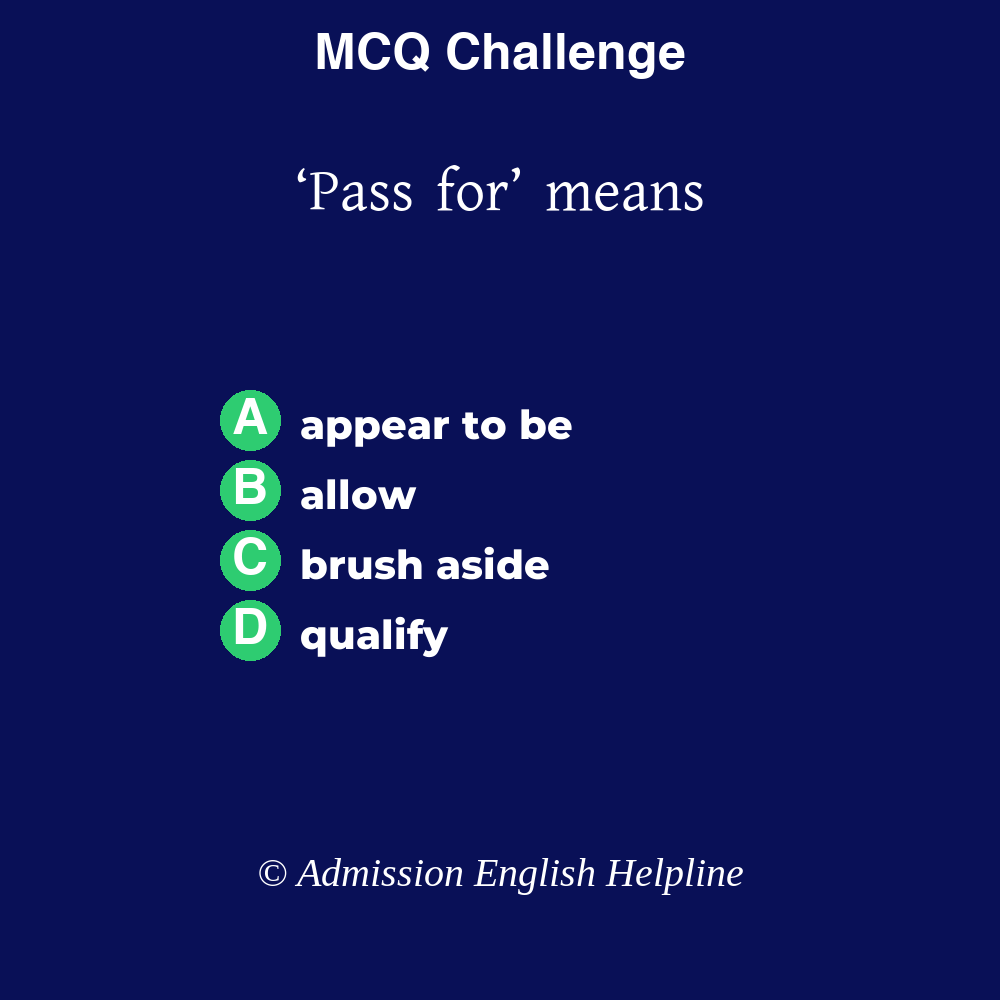 MCQ Challenge
‘Pass for’ means
A appear to be
B allow
C brush aside
D qualify
© Admission English Helpline